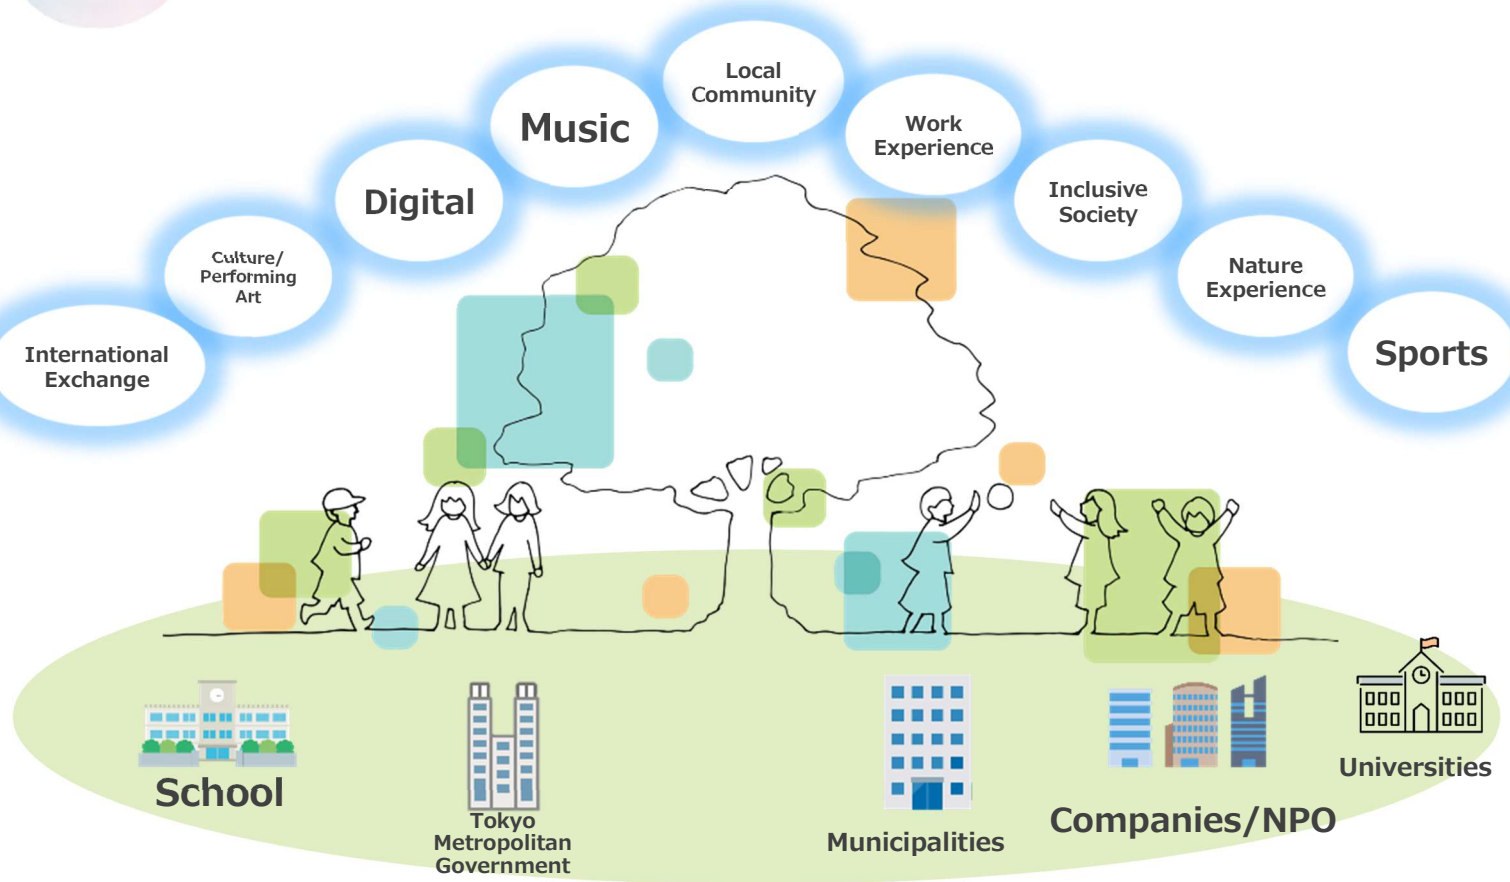 Local
Community
Music
Work
Experience
Digital
Inclusive
Society
Culture/
Performing
Art
Nature
Experience
International
Exchange
Sports
School
Tokyo
Metropolitan
Government
Municipalities
Companies/NPO
Universities